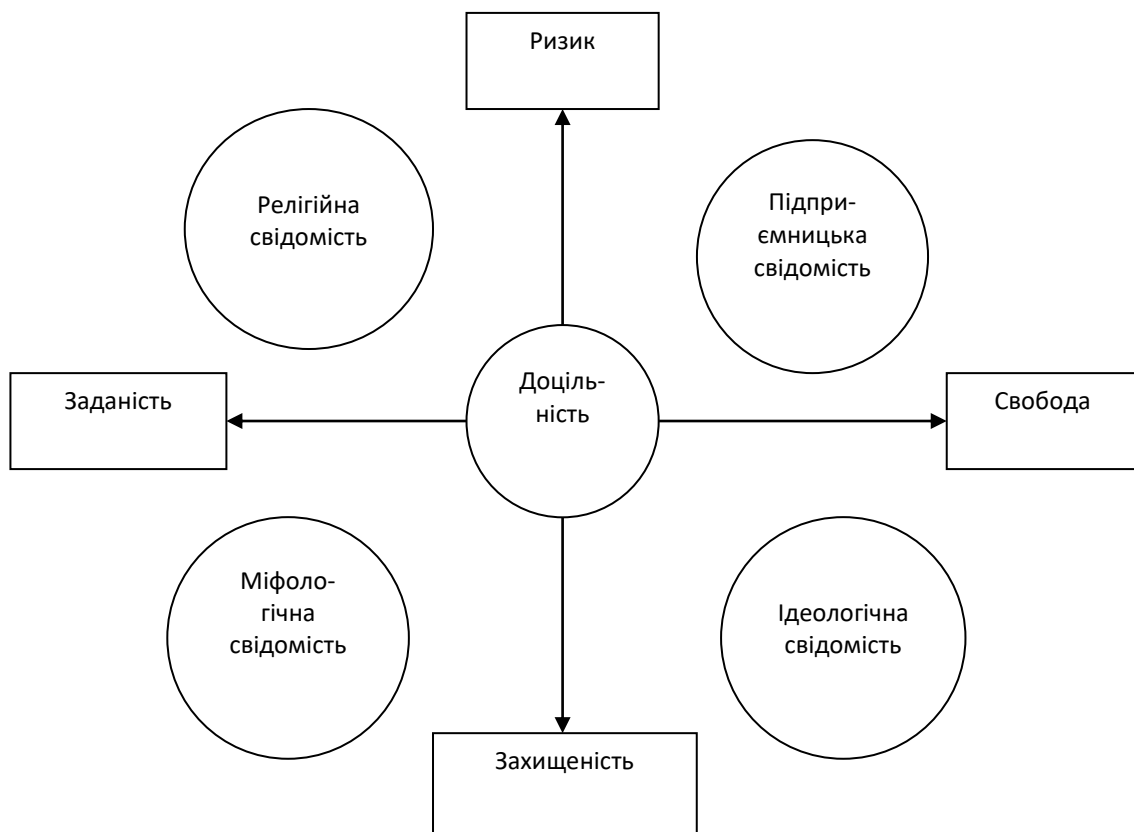 Ризик
Релігійна
свідомість
Підпри-
ємницька
свідомість
Заданість
Доціль-
ність
Свобода
Міфоло-
гічна
свідомість
Ідеологічна
свідомість
Захищеність